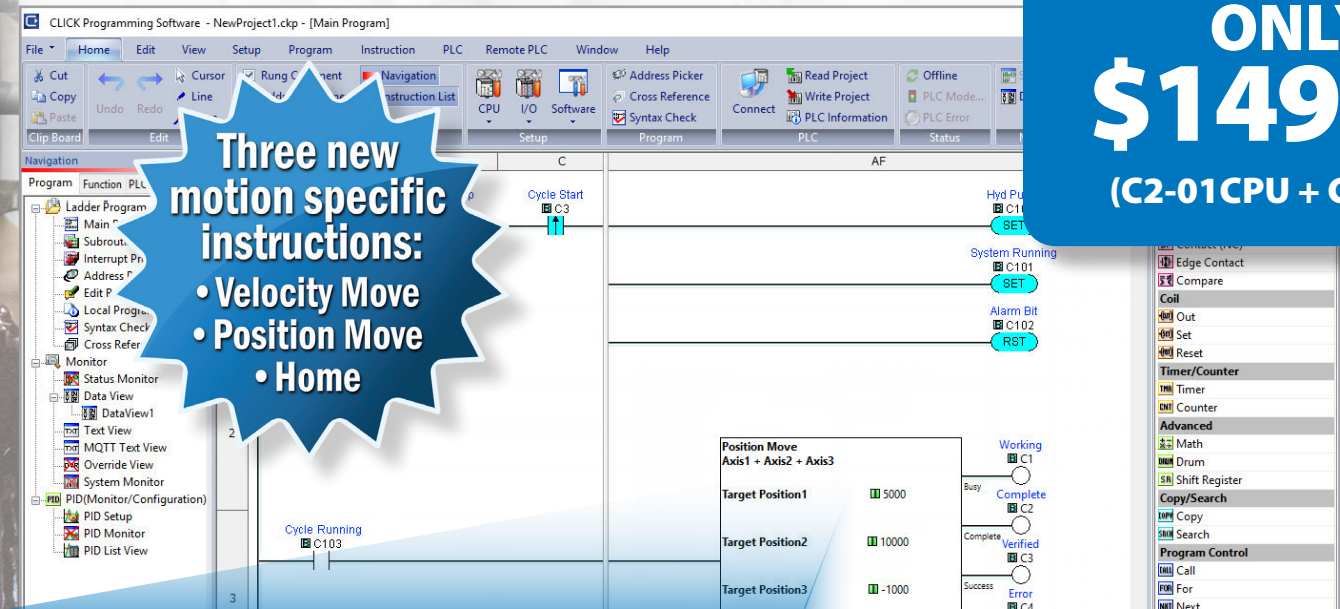 CLICK Programming Software - NewProject1.ckp - [Main Program]
File Home Edit View Setup Program Instruction PLC Remote PLC Window Help
Cut
Copy
Paste
Clip Board
Undo Redo
Cursor
Line
Edit
Navigation
Instruction List
CPU I/O Software
Setup
Address Picker
Cross Reference
Syntax Check
Program
Connect
Read Project
Write Project
PLC Information
PLC
Offline
PLC Mode...
PLC Error
Status
$149
(C2-01CPU +
Three new
motion specific
instructions:
• Velocity Move
• Position Move
• Home
Navigation
Program Function
Ladder Program
Main
Interrupt
Address
Edit
Local
Syntax Check
Cross
Monitor
Status Monitor
Data View
DataView1
Text View
MQTT Text View
Override View
System Monitor
PID PID(Monitor/Configuration)
PID Setup
PID Monitor
PID List View
C
AF
Cycle Start
C3
Hyd
SET
System Running
C101
SET
Alarm Bit
C102
RST
2
Cycle Running
C103
3
Position Move
Axis1 + Axis2 + Axis3
Target Position1 5000
Target Position2 10000
Target Position3 -1000
Working
C1
Busy
Complete
C2
Complete
Verified
C3
Success
Error
C4
Edge Contact
Compare
Coil
Out
Set
Reset
Timer/Counter
Timer
Counter
Advanced
Math
Drum
Shift Register
Copy/Search
Copy
Search
Program Control
Call
For
Next